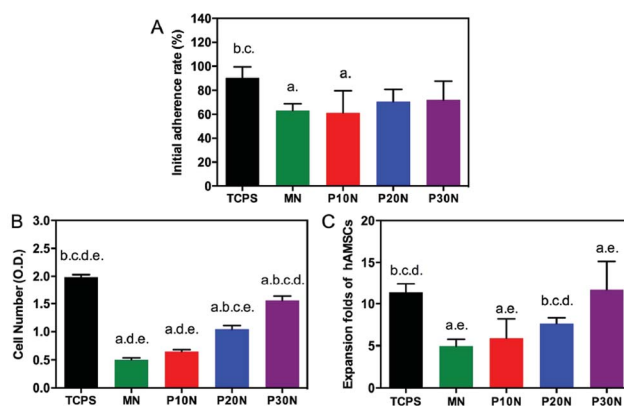 A
Initial adherence rate (%)
120
100
80
60
40
20
0
b.c.
a.
a.
TCPS MN P10N P20N P30N
B
Cell Number (O.D.)
3.0
2.5
2.0
1.5
1.0
0.5
0.0
b.c.d.e.
a.d.e.
a.d.e.
a.b.c.e.
a.b.c.d.
TCPS MN P10N P20N P30N
C
Expansion folds of hAMSCs
20
15
10
5
0
b.c.d.
a.e.
a.e.
b.c.d.
a.e.
TCPS MN P10N P20N P30N